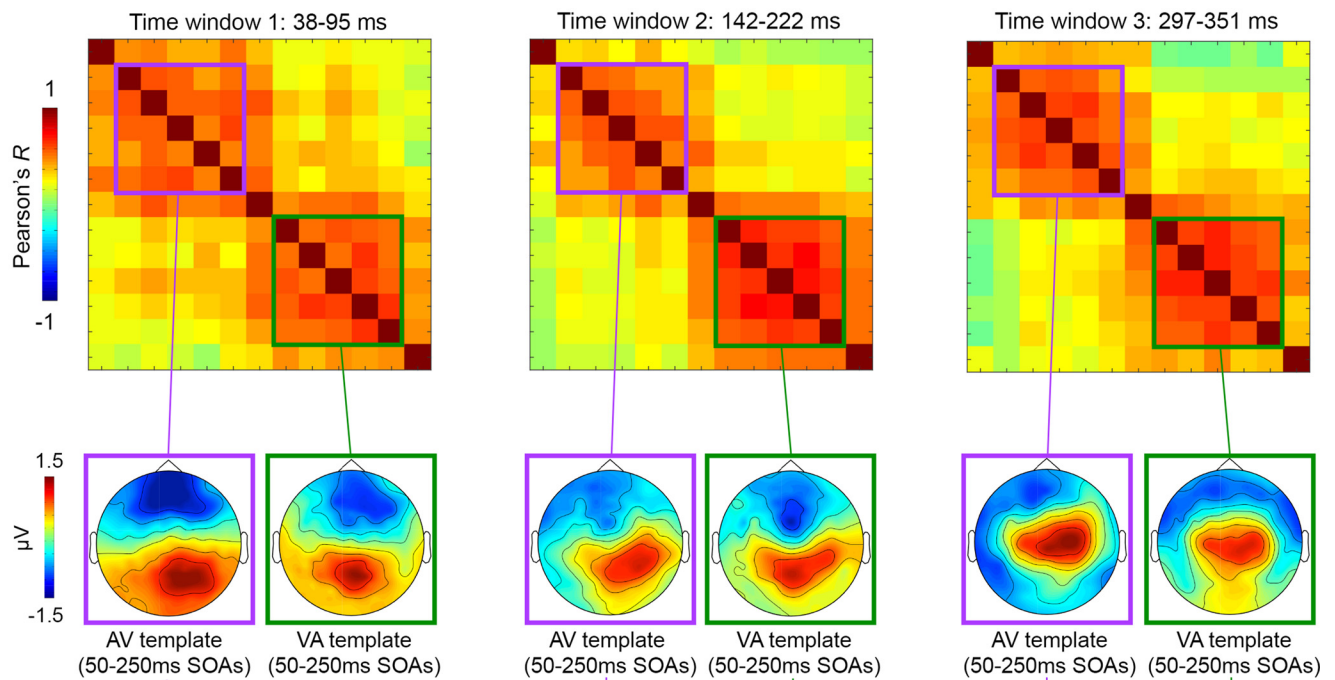 Time window 1: 38-95 ms
Time window 2: 142-222 ms
Time window 3: 297-351 ms
1
Pearson's R
-1
1.5
µV
-1.5
AV template
(50-250ms SOAs)
VA template
(50-250ms SOAs)
AV template
(50-250ms SOAs)
VA template
(50-250ms SOAs)
AV template
(50-250ms SOAs)
VA template
(50-250ms SOAs)